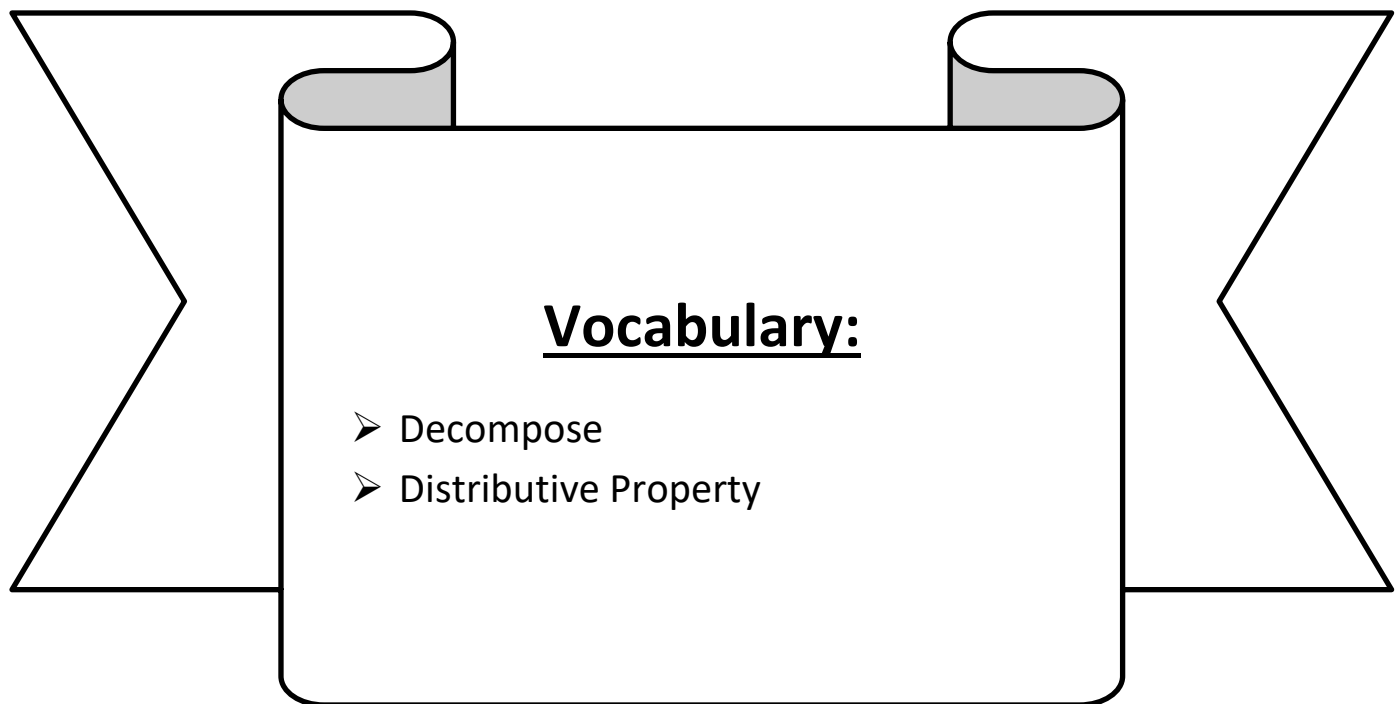 Vocabulary:
➢ Decompose
➢ Distributive Property